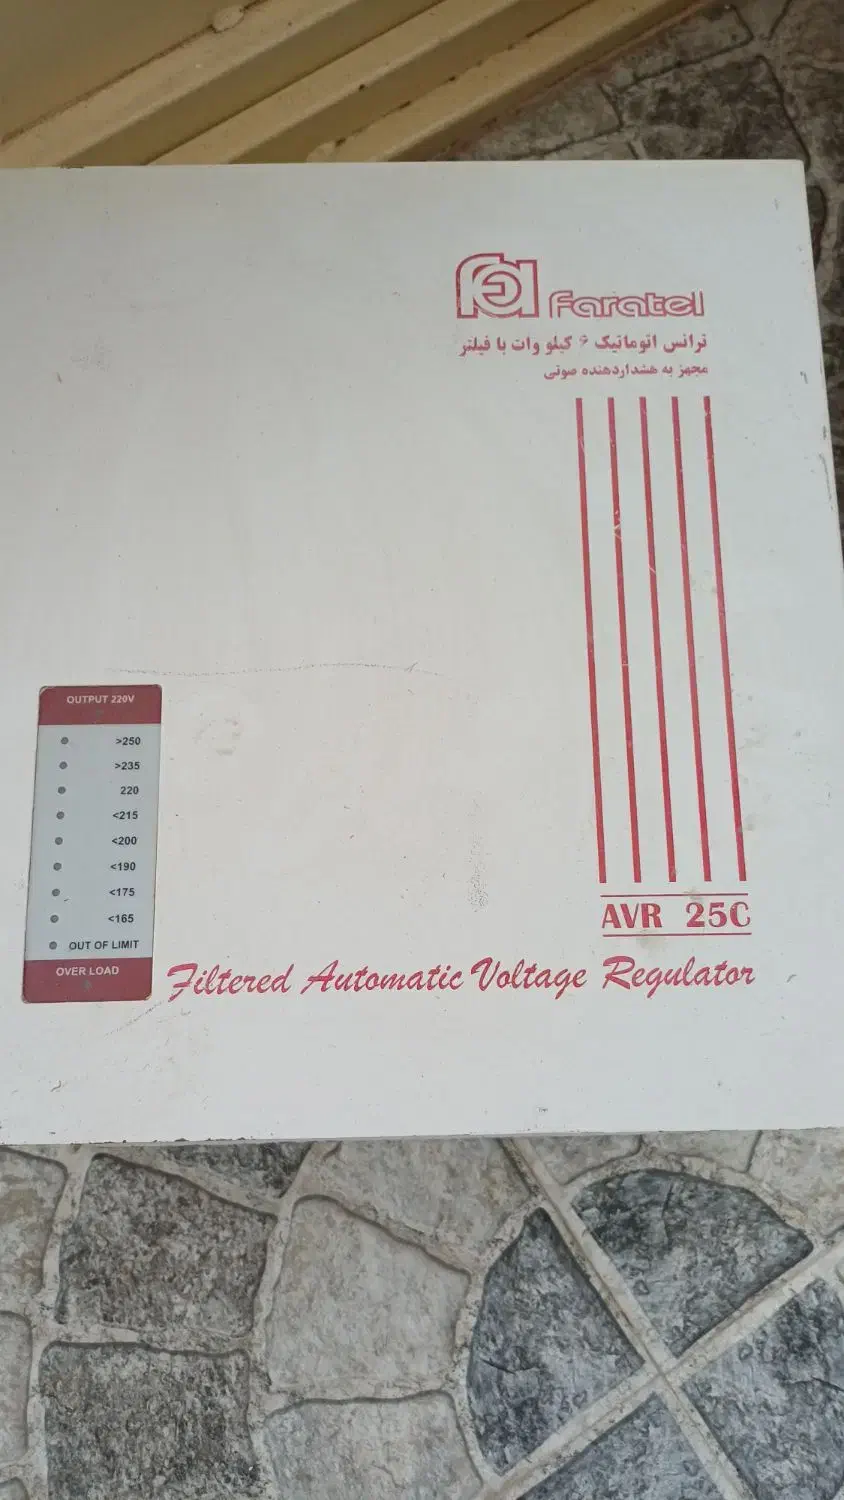 Faratel
ترانس اتوماتیک ۶ کیلو وات با فیلتر
مجهز به هشداردهنده صوتی
OUTPUT 220V
>250
>235
220
<215
<200
<190
<175
<165
OUT OF LIMIT
OVER LOAD
AVR 25C
Filtered Automatic Voltage Regulator